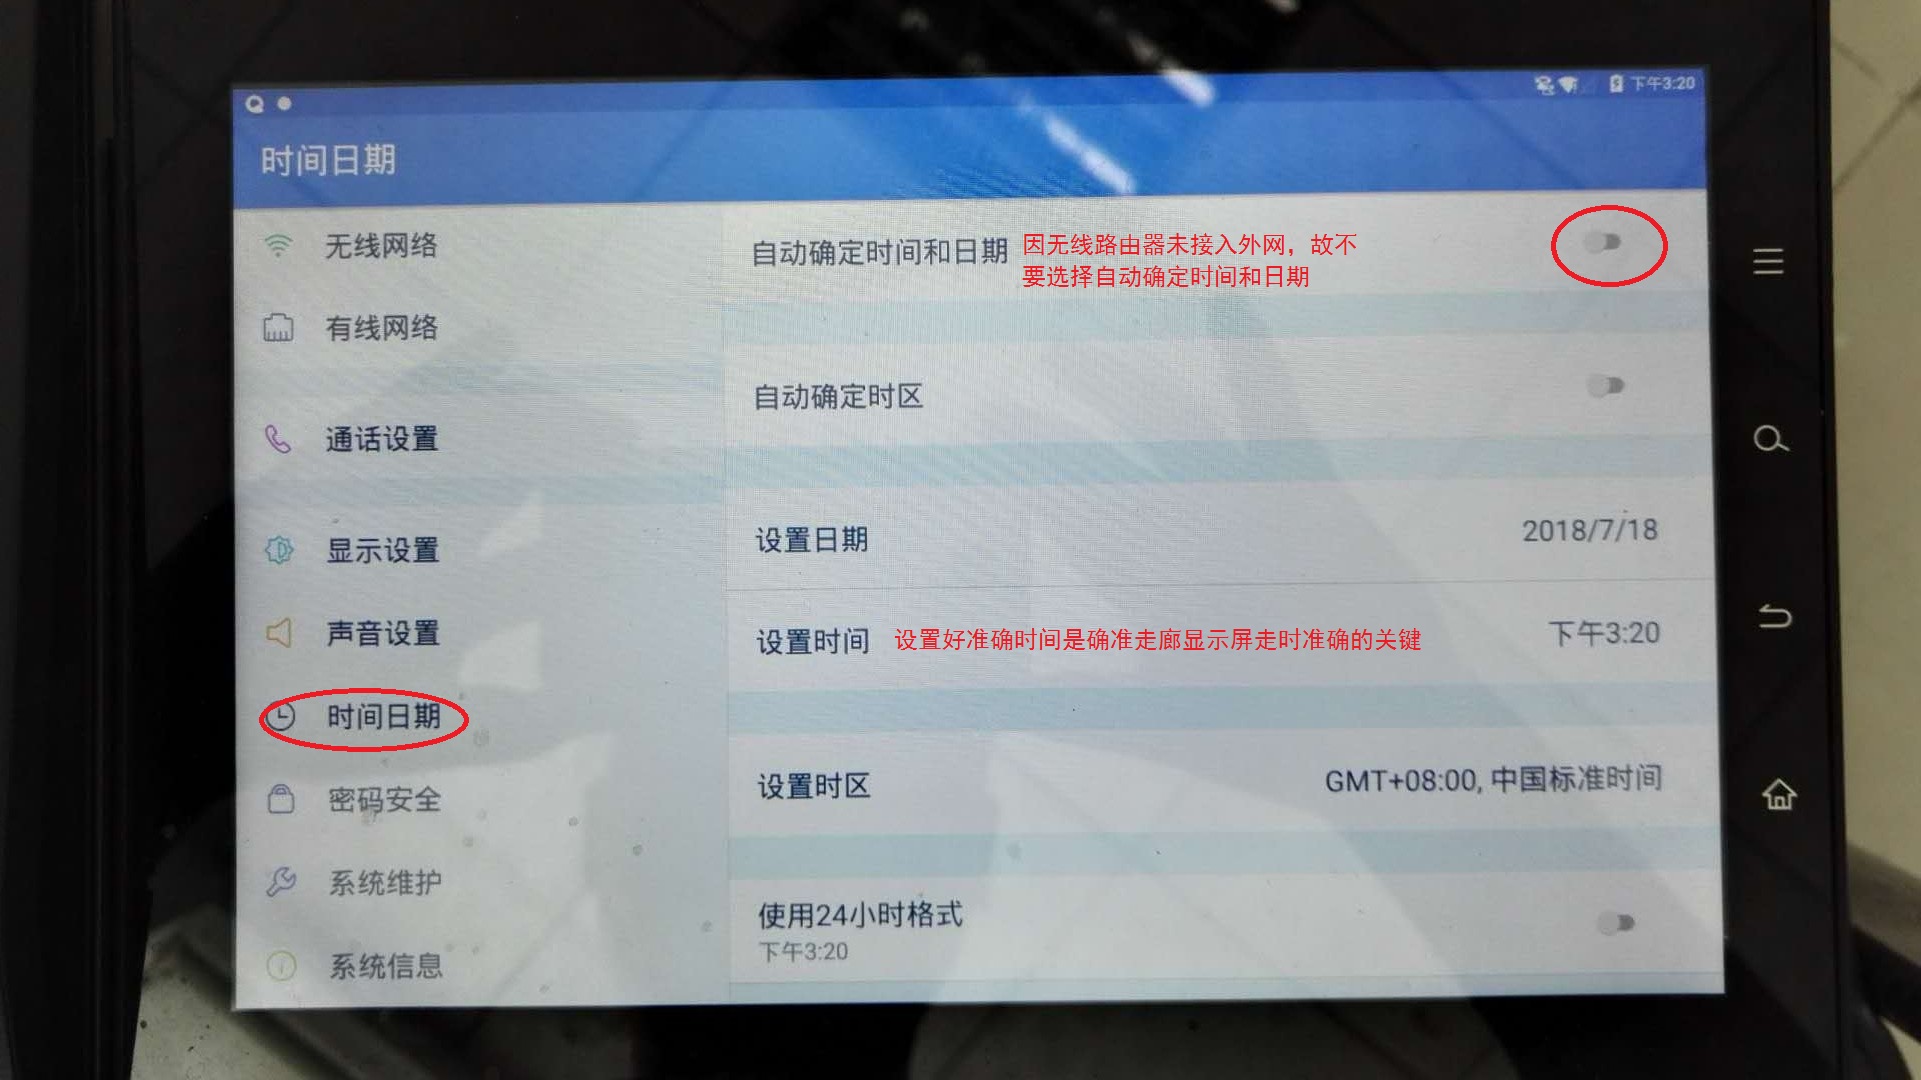 下午3:20
时间日期
无线网络
有线网络
通话设置
显示设置
声音设置
时间日期
密码安全
系统维护
系统信息
自动确定时间和日期
因无线路由器未接入外网，故不
要选择自动确定时间和日期
自动确定时区
设置日期 2018/7/18
设置时间 设置好准确时间是确准走廊显示屏走时准确的关键 下午3:20
设置时区 GMT+08:00, 中国标准时间
使用24小时格式
下午3:20